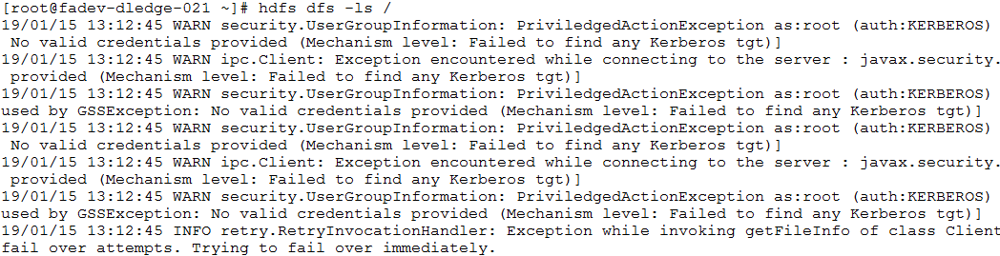 [root@fadev-dledge-021 ~]# hdfs dfs -ls /
19/01/15 13:12:45 WARN security.UserGroupInformation: PriviledgedActionException as:root (auth:KERBEROS)
 No valid credentials provided (Mechanism level: Failed to find any Kerberos tgt)]
19/01/15 13:12:45 WARN ipc.Client: Exception encountered while connecting to the server : javax.security.
 provided (Mechanism level: Failed to find any Kerberos tgt)]
19/01/15 13:12:45 WARN security.UserGroupInformation: PriviledgedActionException as:root (auth:KERBEROS)
used by GSSException: No valid credentials provided (Mechanism level: Failed to find any Kerberos tgt)]
19/01/15 13:12:45 WARN security.UserGroupInformation: PriviledgedActionException as:root (auth:KERBEROS)
 No valid credentials provided (Mechanism level: Failed to find any Kerberos tgt)]
19/01/15 13:12:45 WARN ipc.Client: Exception encountered while connecting to the server : javax.security.
 provided (Mechanism level: Failed to find any Kerberos tgt)]
19/01/15 13:12:45 WARN security.UserGroupInformation: PriviledgedActionException as:root (auth:KERBEROS)
used by GSSException: No valid credentials provided (Mechanism level: Failed to find any Kerberos tgt)]
19/01/15 13:12:45 INFO retry.RetryInvocationHandler: Exception while invoking getFileInfo of class Client
fail over attempts. Trying to fail over immediately.